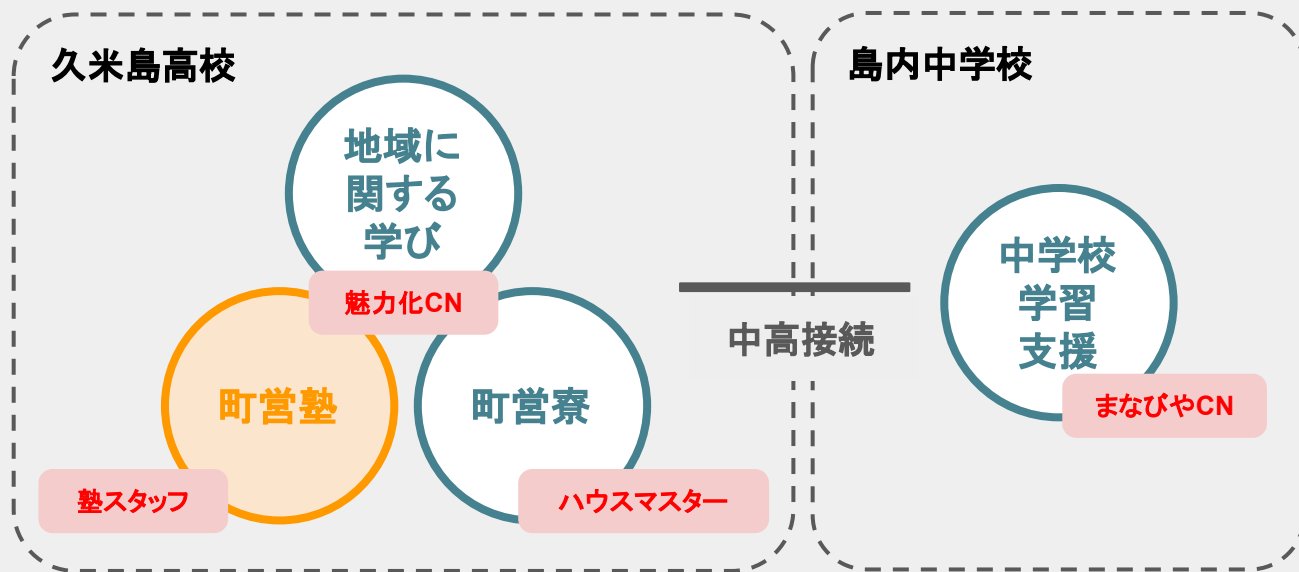 久米島高校
地域に
関する
学び
魅力化CN
町営塾
町営寮
塾スタッフ
ハウスマスター
中高接続
島内中学校
中学校
学習
支援
まなびやCN